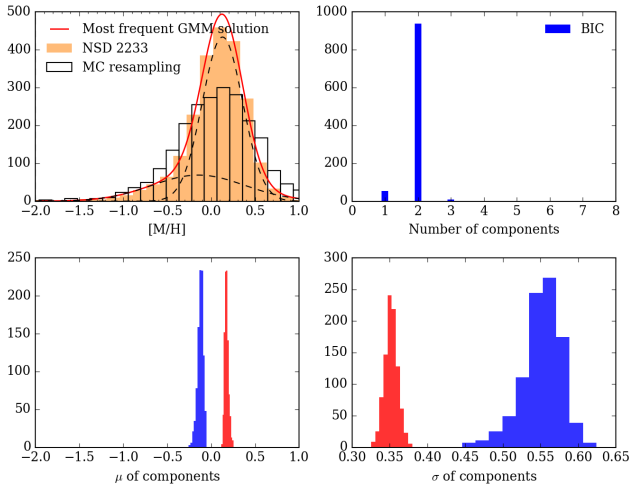 Most frequent GMM solution
NSD 2233
MC resampling
500
400
300
200
100
0
−2.0 −1.5 −1.0 −0.5 0.0 0.5 1.0
[M/H]
BIC
1000
800
600
400
200
0
0 1 2 3 4 5 6 7 8
Number of components
250
200
150
100
50
0
−2.0 −1.5 −1.0 −0.5 0.0 0.5 1.0
μ of components
300
250
200
150
100
50
0
0.30 0.35 0.40 0.45 0.50 0.55 0.60 0.65
σ of components